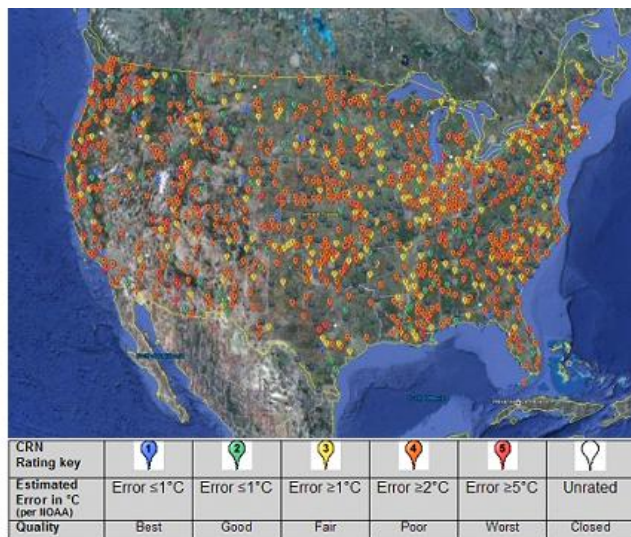 CRN
Rating key
1
2
3
4
5
Estimated
Error in °C
(per NOAA)
Error ≤1°C
Error ≤1°C
Error ≥1°C
Error ≥2°C
Error ≥5°C
Unrated
Quality
Best
Good
Fair
Poor
Worst
Closed